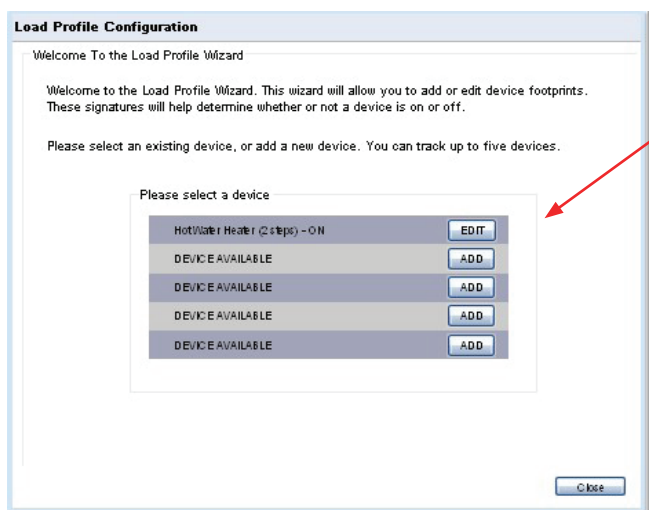 Load Profile Configuration
Welcome To the Load Profile Wizard
Welcome to the Load Profile Wizard. This wizard will allow you to add or edit device footprints.
These signatures will help determine whether or not a device is on or off.
Please select an existing device, or add a new device. You can track up to five devices.
Please select a device
HotWater Heater (2 steps) - ON EDIT
DEVICE AVAILABLE ADD
DEVICE AVAILABLE ADD
DEVICE AVAILABLE ADD
DEVICE AVAILABLE ADD
Close